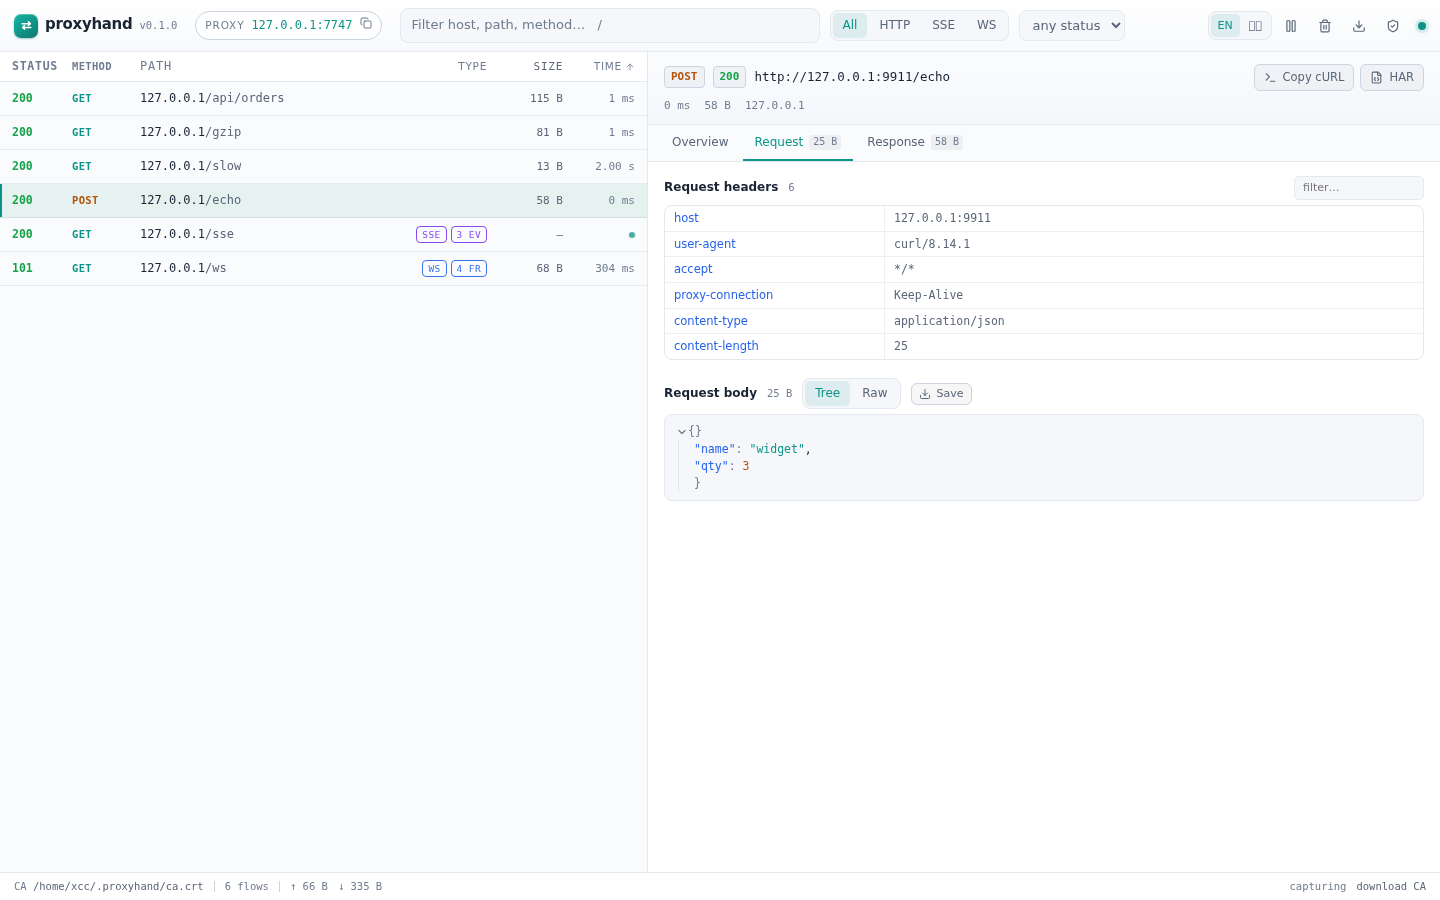 proxyhand v0.1.0 PROXY 127.0.0.1:7747 Filter host, path, method... / All HTTP SSE WS any status EN
STATUS METHOD PATH TYPE SIZE TIME ↑
200 GET 127.0.0.1/api/orders 115 B 1 ms
200 GET 127.0.0.1/gzip 81 B 1 ms
200 GET 127.0.0.1/slow 13 B 2.00 s
200 POST 127.0.0.1/echo 58 B 0 ms
200 GET 127.0.0.1/sse SSE 3 EV —
101 GET 127.0.0.1/ws WS 4 FR 68 B 304 ms
POST 200 http://127.0.0.1:9911/echo Copy cURL HAR
0 ms 58 B 127.0.0.1
Overview Request 25 B Response 58 B
Request headers 6 filter...
host 127.0.0.1:9911
user-agent curl/8.14.1
accept */*
proxy-connection Keep-Alive
content-type application/json
content-length 25
Request body 25 B Tree Raw Save
{}
"name": "widget",
"qty": 3
}
CA /home/xcc/.proxyhand/ca.crt 6 flows ↑ 66 B ↓ 335 B capturing download CA